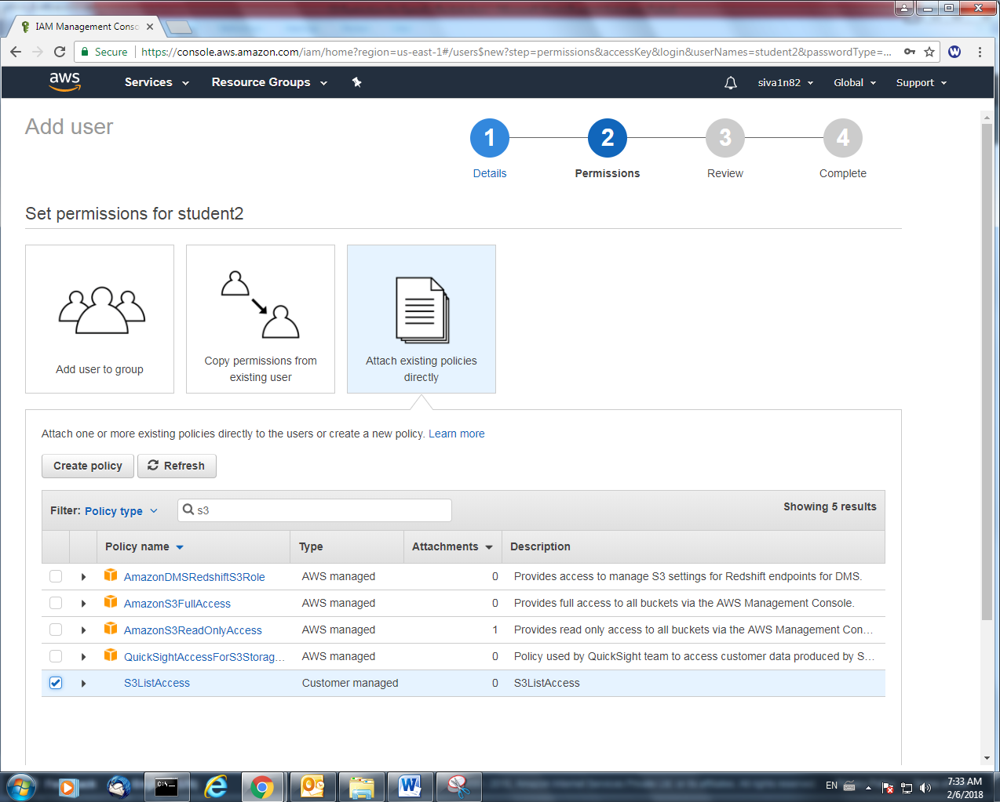 IAM Management Conso
Secure https://console.aws.amazon.com/iam/home?region=us-east-1#/users$new?step=permissions&accessKey&login&userNames=student2&passwordType=...
aws Services Resource Groups siva1n82 Global Support
Add user
1 2 3 4
Details Permissions Review Complete
Set permissions for student2
Add user to group
Copy permissions from
existing user
Attach existing policies
directly
Attach one or more existing policies directly to the users or create a new policy. Learn more
Create policy Refresh
Filter: Policy type s3 Showing 5 results
Policy name Type Attachments Description
AmazonDMSRedshiftS3Role AWS managed 0 Provides access to manage S3 settings for Redshift endpoints for DMS.
AmazonS3FullAccess AWS managed 0 Provides full access to all buckets via the AWS Management Console.
AmazonS3ReadOnlyAccess AWS managed 1 Provides read only access to all buckets via the AWS Management Con...
QuickSightAccessForS3Storag... AWS managed 0 Policy used by QuickSight team to access customer data produced by S...
S3ListAccess Customer managed 0 S3ListAccess
EN 7:33 AM
2/6/2018